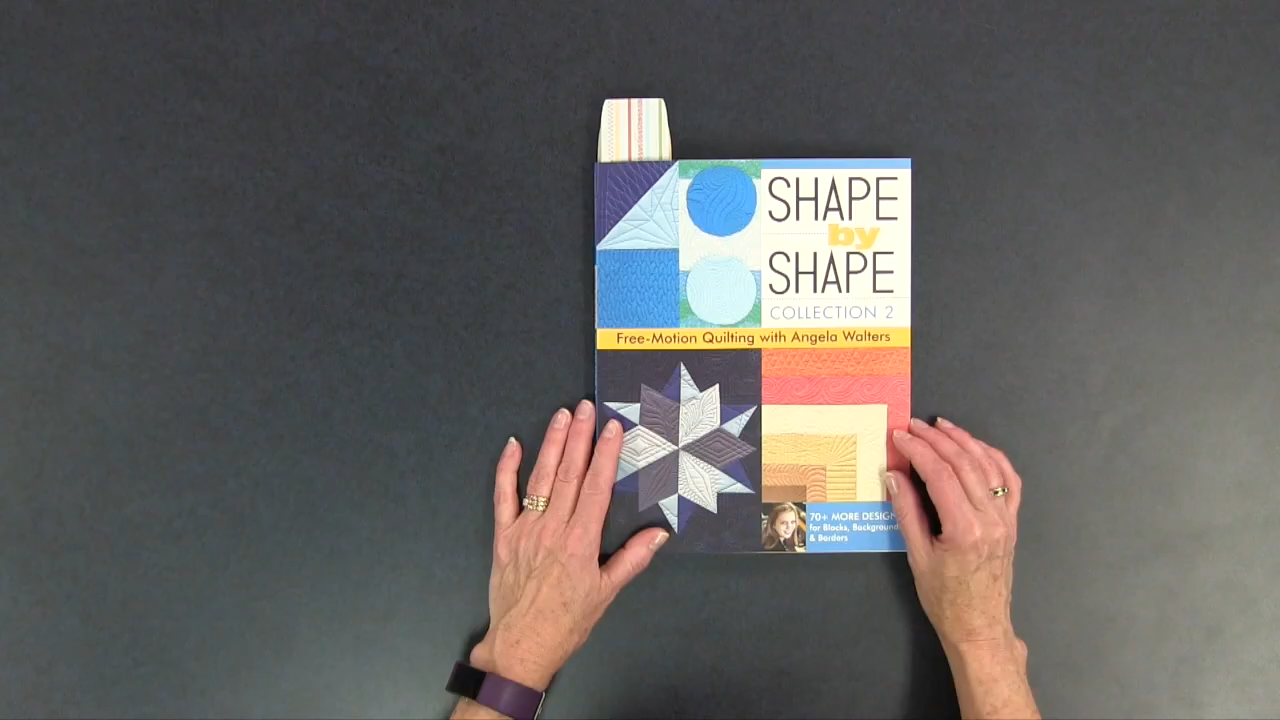 SHAPE
by
SHAPE
COLLECTION 2
Free-Motion Quilting with Angela Walters
70+ MORE DESIGN
for Blocks, Background
& Borders